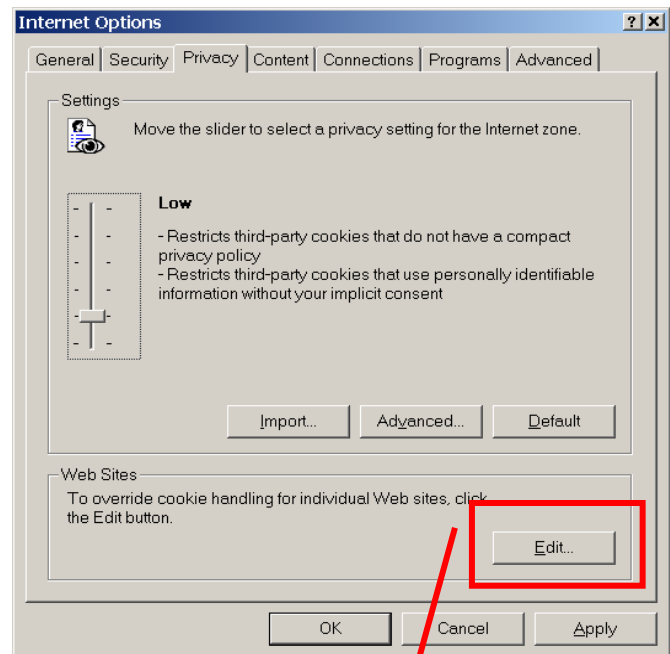 Internet Options
General Security Privacy Content Connections Programs Advanced
Settings
Move the slider to select a privacy setting for the Internet zone.
Low
- Restricts third-party cookies that do not have a compact
privacy policy
- Restricts third-party cookies that use personally identifiable
information without your implicit consent
Import... Advanced... Default
Web Sites
To override cookie handling for individual Web sites, click
the Edit button.
Edit...
OK Cancel Apply